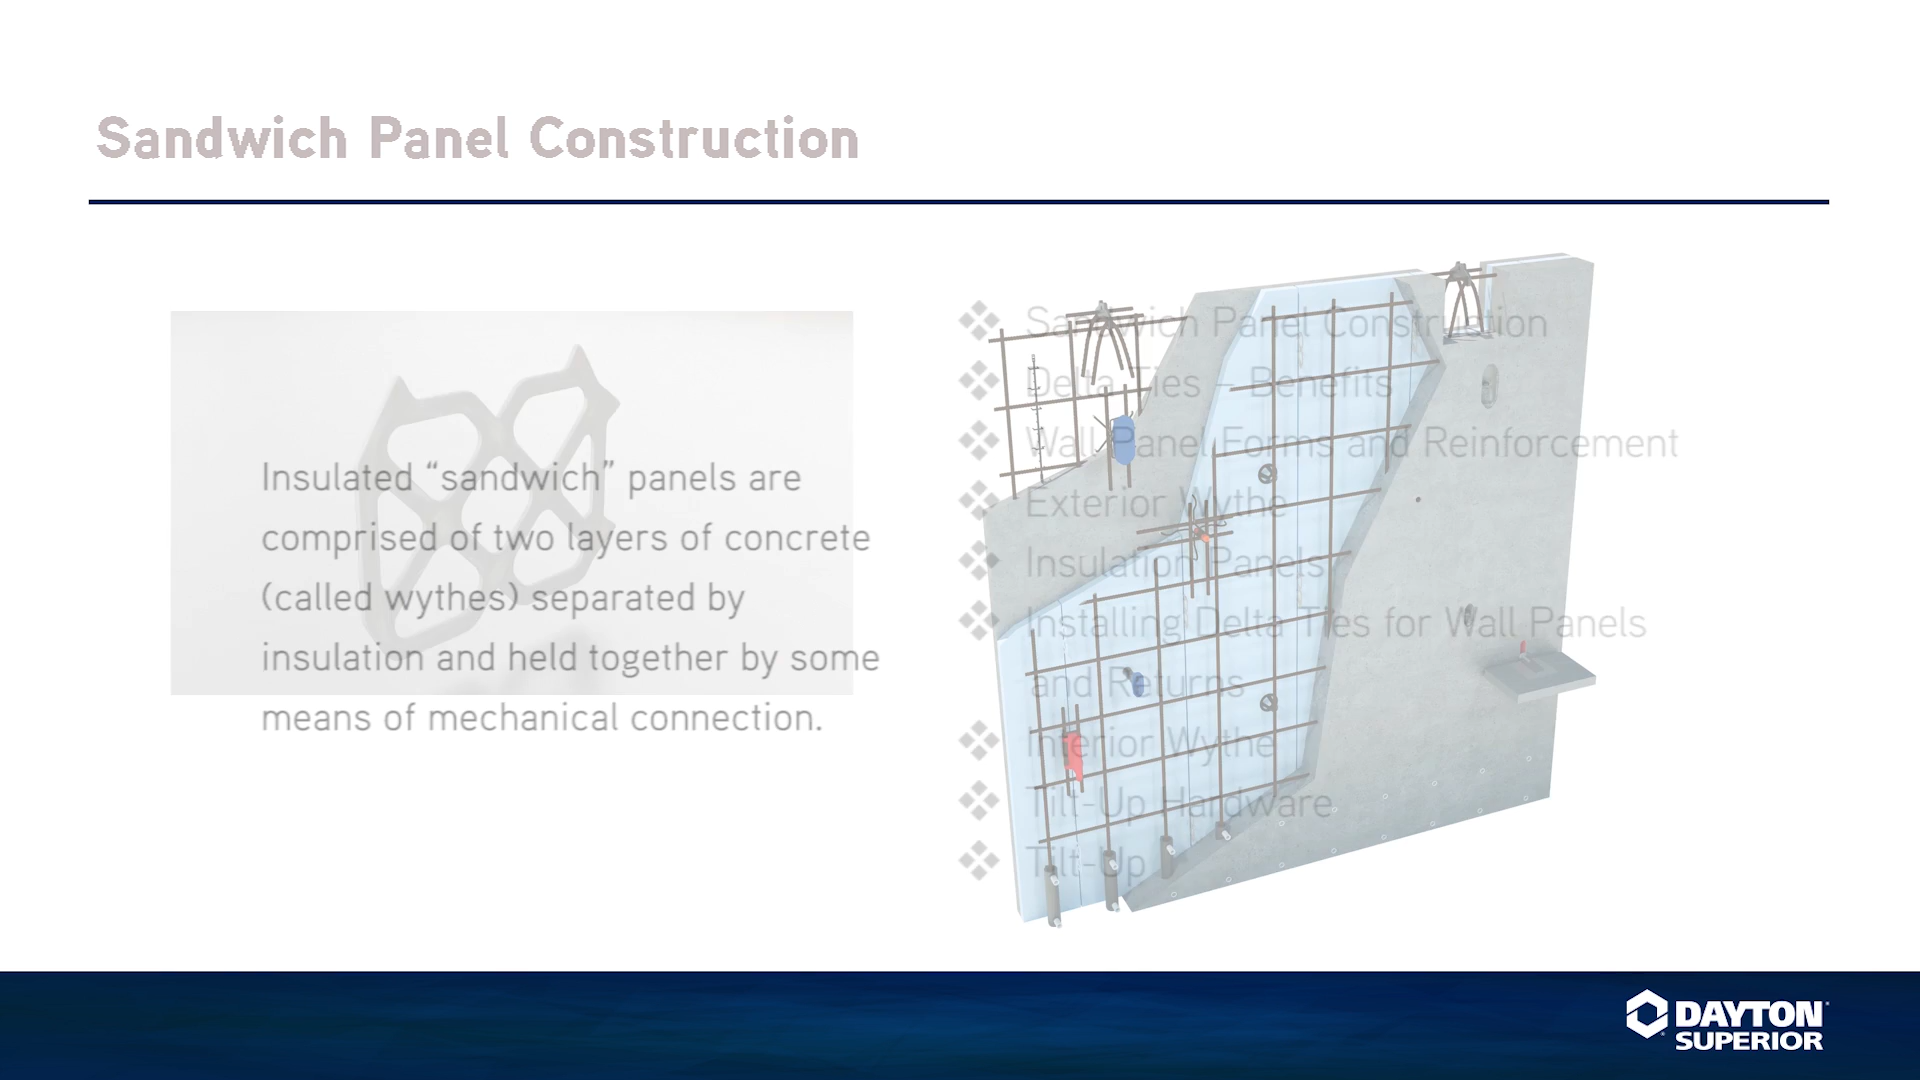 Sandwich Panel Construction
Insulated “sandwich” panels are
comprised of two layers of concrete
(called wythes) separated by
insulation and held together by some
means of mechanical connection.
Sandwich Panel Construction
Delta Ties – Benefits
Wall Panel Forms and Reinforcement
Exterior Wythe
Insulation Panels
Installing Delta Ties for Wall Panels
and Returns
Interior Wythe
Tilt-Up Hardware
Tilt-Up
DAYTON
SUPERIOR